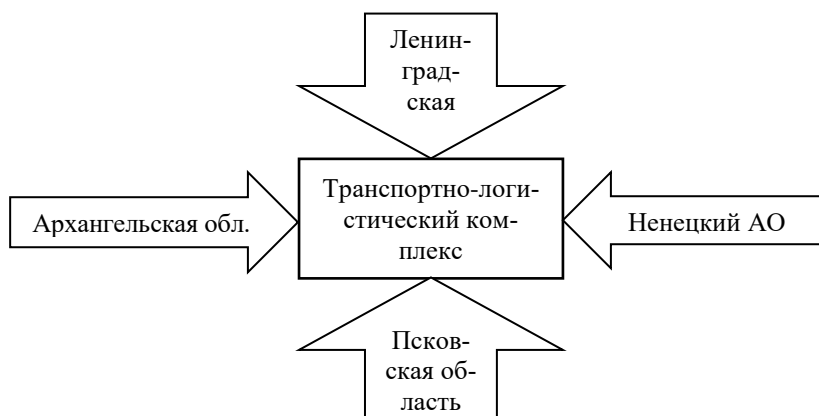 Ленин-
град-
ская
Транспортно-логи-
стический ком-
плекс
Архангельская обл.
Ненецкий АО
Псков-
ская об-
ласть